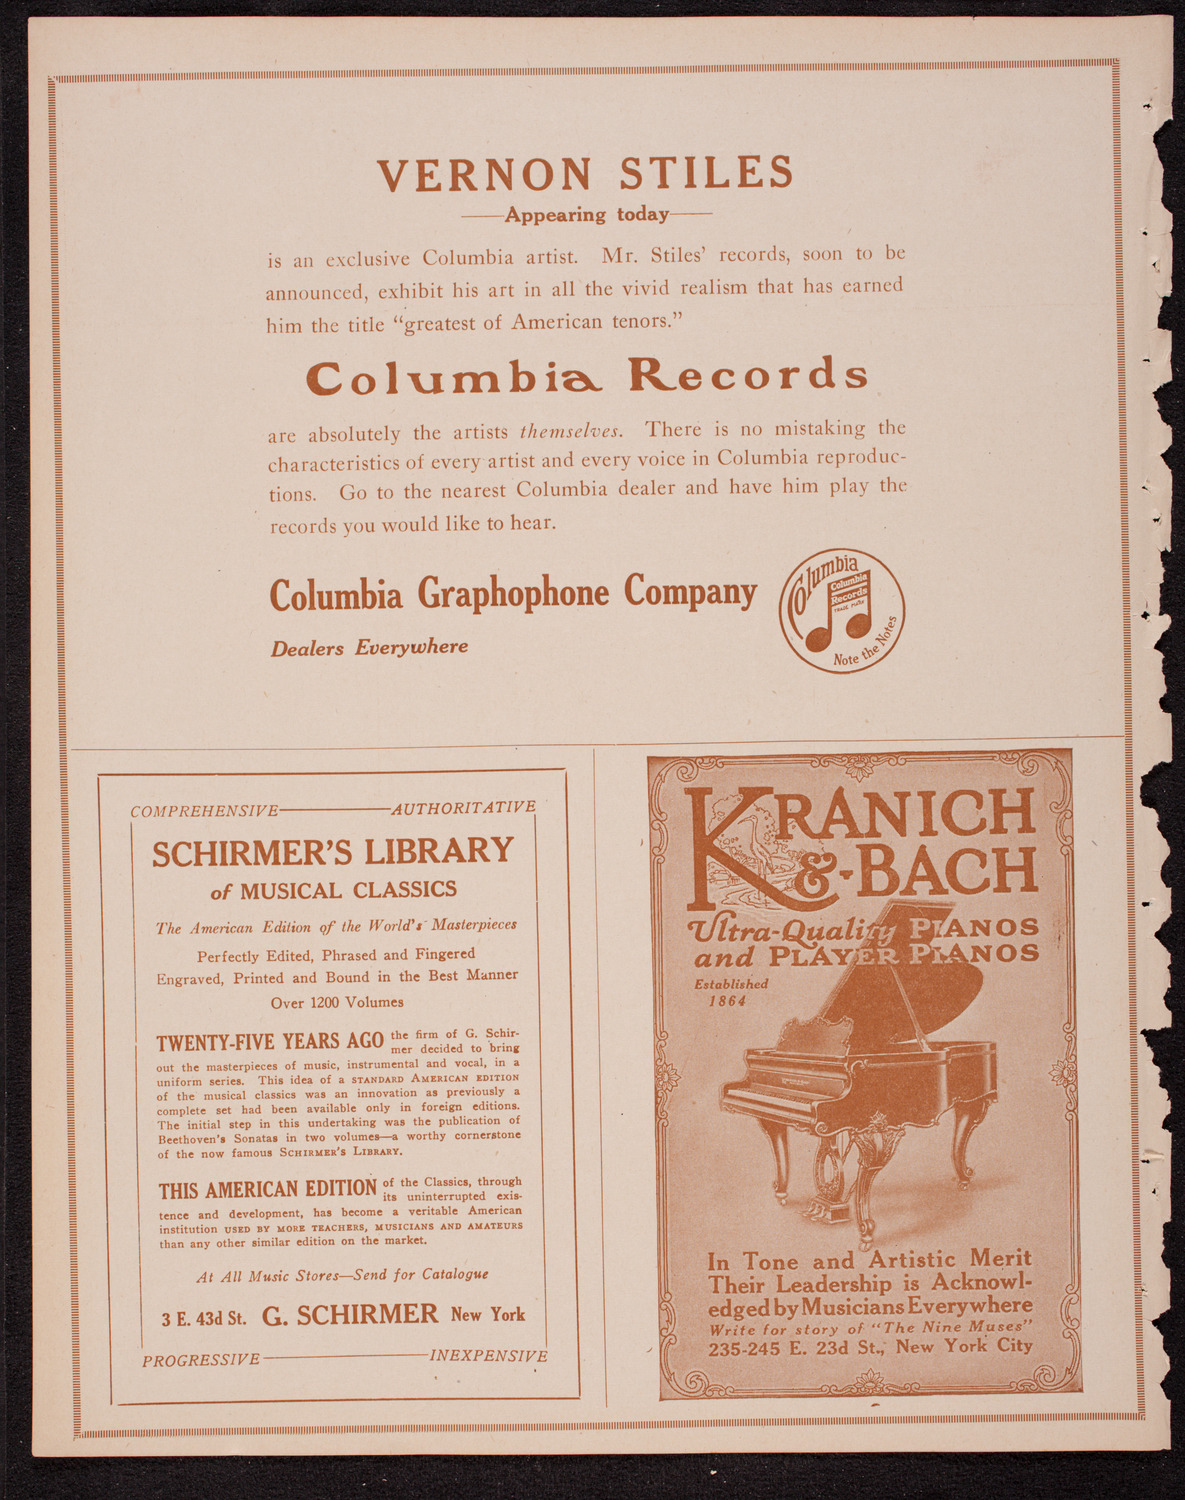 VERNON STILES
Appearing today
is an exclusive Columbia artist. Mr. Stiles' records, soon to be
announced, exhibit his art in all the vivid realism that has earned
him the title "greatest of American tenors."
Columbia Records
are absolutely the artists themselves. There is no mistaking the
characteristics of every artist and every voice in Columbia reproduc-
tions. Go to the nearest Columbia dealer and have him play the
records you would like to hear.
Columbia Graphophone Company
Dealers Everywhere
Columbia
Columbia
Records
TRADE MARK
Note the Notes
COMPREHENSIVE—AUTHORITATIVE
SCHIRMER'S LIBRARY
of MUSICAL CLASSICS
The American Edition of the World's Masterpieces
Perfectly Edited, Phrased and Fingered
Engraved, Printed and Bound in the Best Manner
Over 1200 Volumes
TWENTY-FIVE YEARS AGO the firm of G. Schir-
mer decided to bring
out the masterpieces of music, instrumental and vocal, in a
uniform series. This idea of a STANDARD AMERICAN EDITION
of the musical classics was an innovation as previously a
complete set had been available only in foreign editions.
The initial step in this undertaking was the publication of
Beethoven's Sonatas in two volumes—a worthy cornerstone
of the now famous SCHIRMER'S LIBRARY.
THIS AMERICAN EDITION of the Classics, through
its uninterrupted exis-
tence and development, has become a veritable American
institution USED BY MORE TEACHERS, MUSICIANS AND AMATEURS
than any other similar edition on the market.
At All Music Stores—Send for Catalogue
3 E. 43d St. G. SCHIRMER New York
PROGRESSIVE—INEXPENSIVE
KRANICH
&-BACH
Ultra-Quality PIANOS
and PLAYER PIANOS
Established
1864
In Tone and Artistic Merit
Their Leadership is Acknowl-
edged by Musicians Everywhere
Write for story of "The Nine Muses"
235-245 E. 23d St., New York City